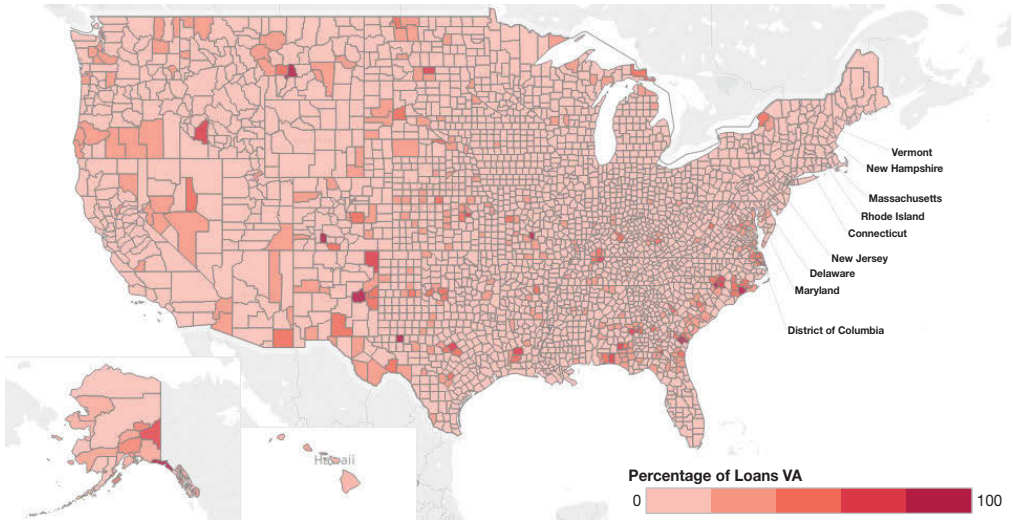 Vermont
New Hampshire
Massachusetts
Rhode Island
Connecticut
New Jersey
Delaware
Maryland
District of Columbia
Hawaii
Percentage of Loans VA
0 100